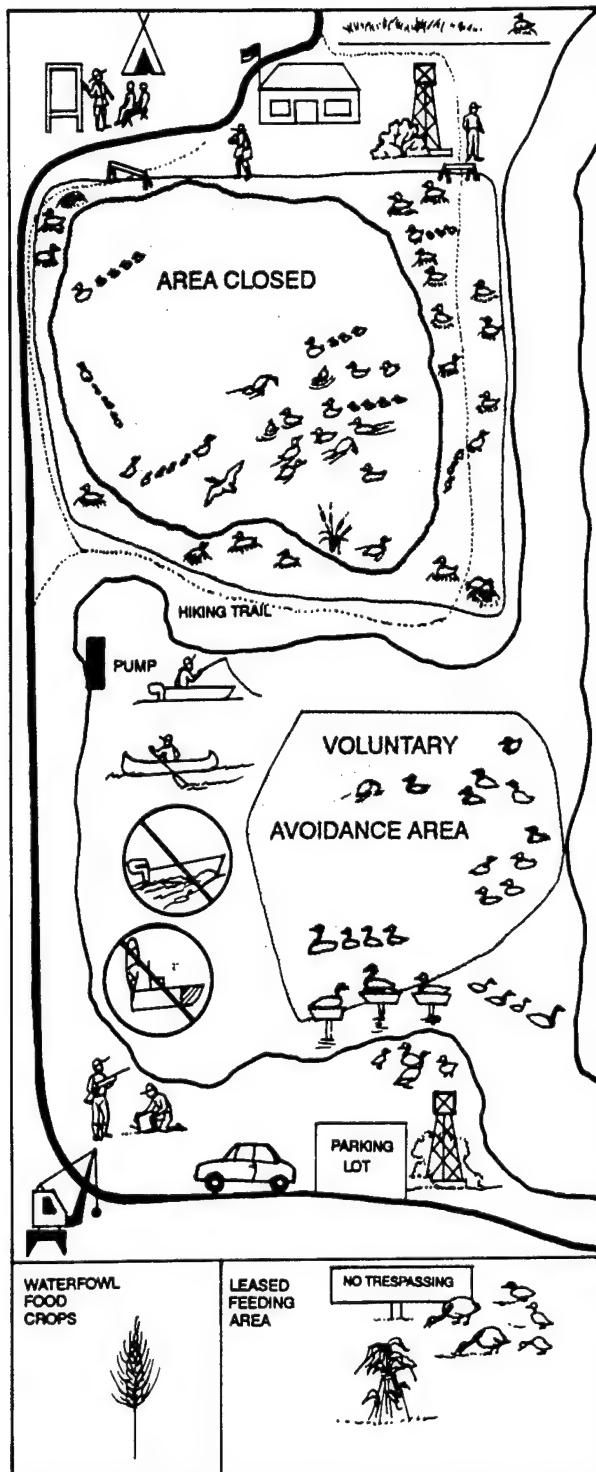 AREA CLOSED
HIKING TRAIL
PUMP
VOLUNTARY
AVOIDANCE AREA
PARKING
LOT
WATERFOWL
FOOD
CROPS
LEASED
FEEDING
AREA
NO TRESPASSING